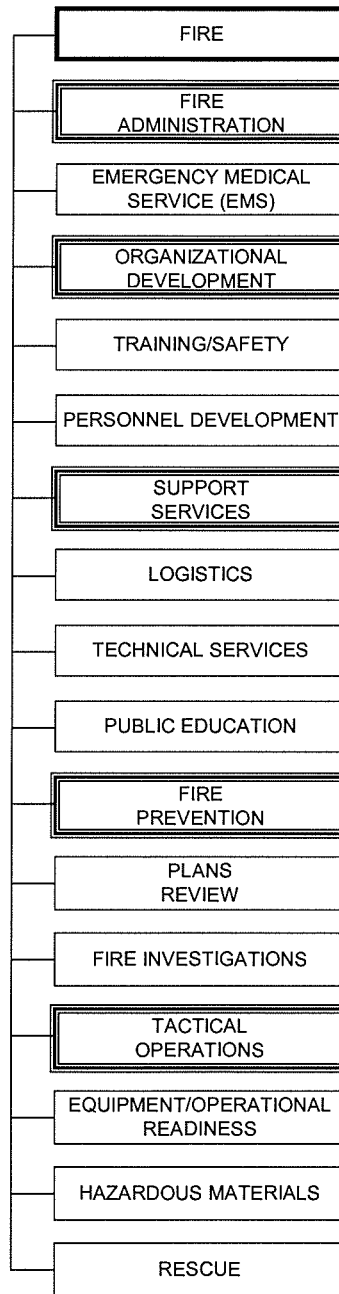 FIRE
FIRE
ADMINISTRATION
EMERGENCY MEDICAL
SERVICE (EMS)
ORGANIZATIONAL
DEVELOPMENT
TRAINING/SAFETY
PERSONNEL DEVELOPMENT
SUPPORT
SERVICES
LOGISTICS
TECHNICAL SERVICES
PUBLIC EDUCATION
FIRE
PREVENTION
PLANS
REVIEW
FIRE INVESTIGATIONS
TACTICAL
OPERATIONS
EQUIPMENT/OPERATIONAL
READINESS
HAZARDOUS MATERIALS
RESCUE